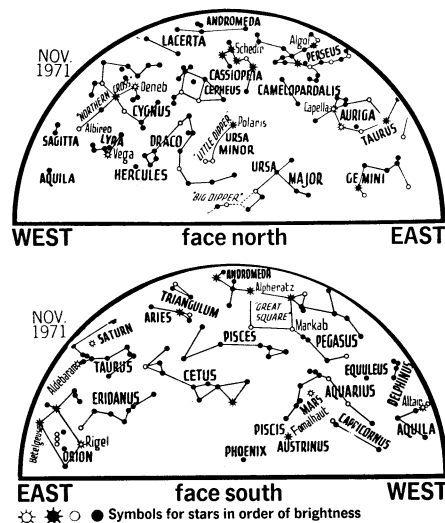 NOV.
1971
ANDROMEDA
LACERTA
Schedir
Algol
PERSEUS
CASSIOPEIA
CEPHEUS
CAMELOPARDALIS
"NORTHERN CROSS"
Deneb
CYGNUS
Capella
AURIGA
TAURUS
Albireo
LYRA
Vega
SAGITTA
DRACO
"LITTLE DIPPER"
Polaris
URSA
MINOR
HERCULES
AQUILA
URSA
MAJOR
GEMINI
"BIG DIPPER"
WEST face north EAST
NOV.
1971
ANDROMEDA
Alpheratz
TRIANGULUM
ARIES
"GREAT
SQUARE"
Markab
SATURN
PISCES
PEGASUS
Aldebaran
TAURUS
CETUS
EQUULEUS
DELPHINUS
ERIDANUS
AQUARIUS
MARS
Altair
AQUILA
Fomalhaut
CAPRICORNUS
Betelgeuse
Rigel
ORION
PISCIS
AUSTRINUS
PHOENIX
EAST face south WEST
Symbols for stars in order of brightness